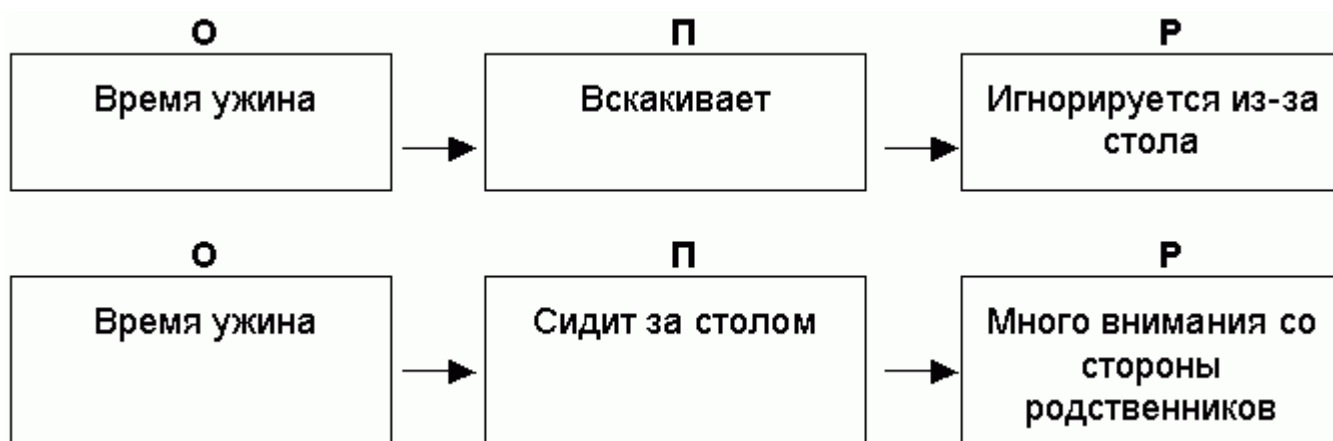 О П Р
Время ужина Вскакивает Игнорируется из-за
стола
О П Р
Время ужина Сидит за столом Много внимания со
стороны
родственников